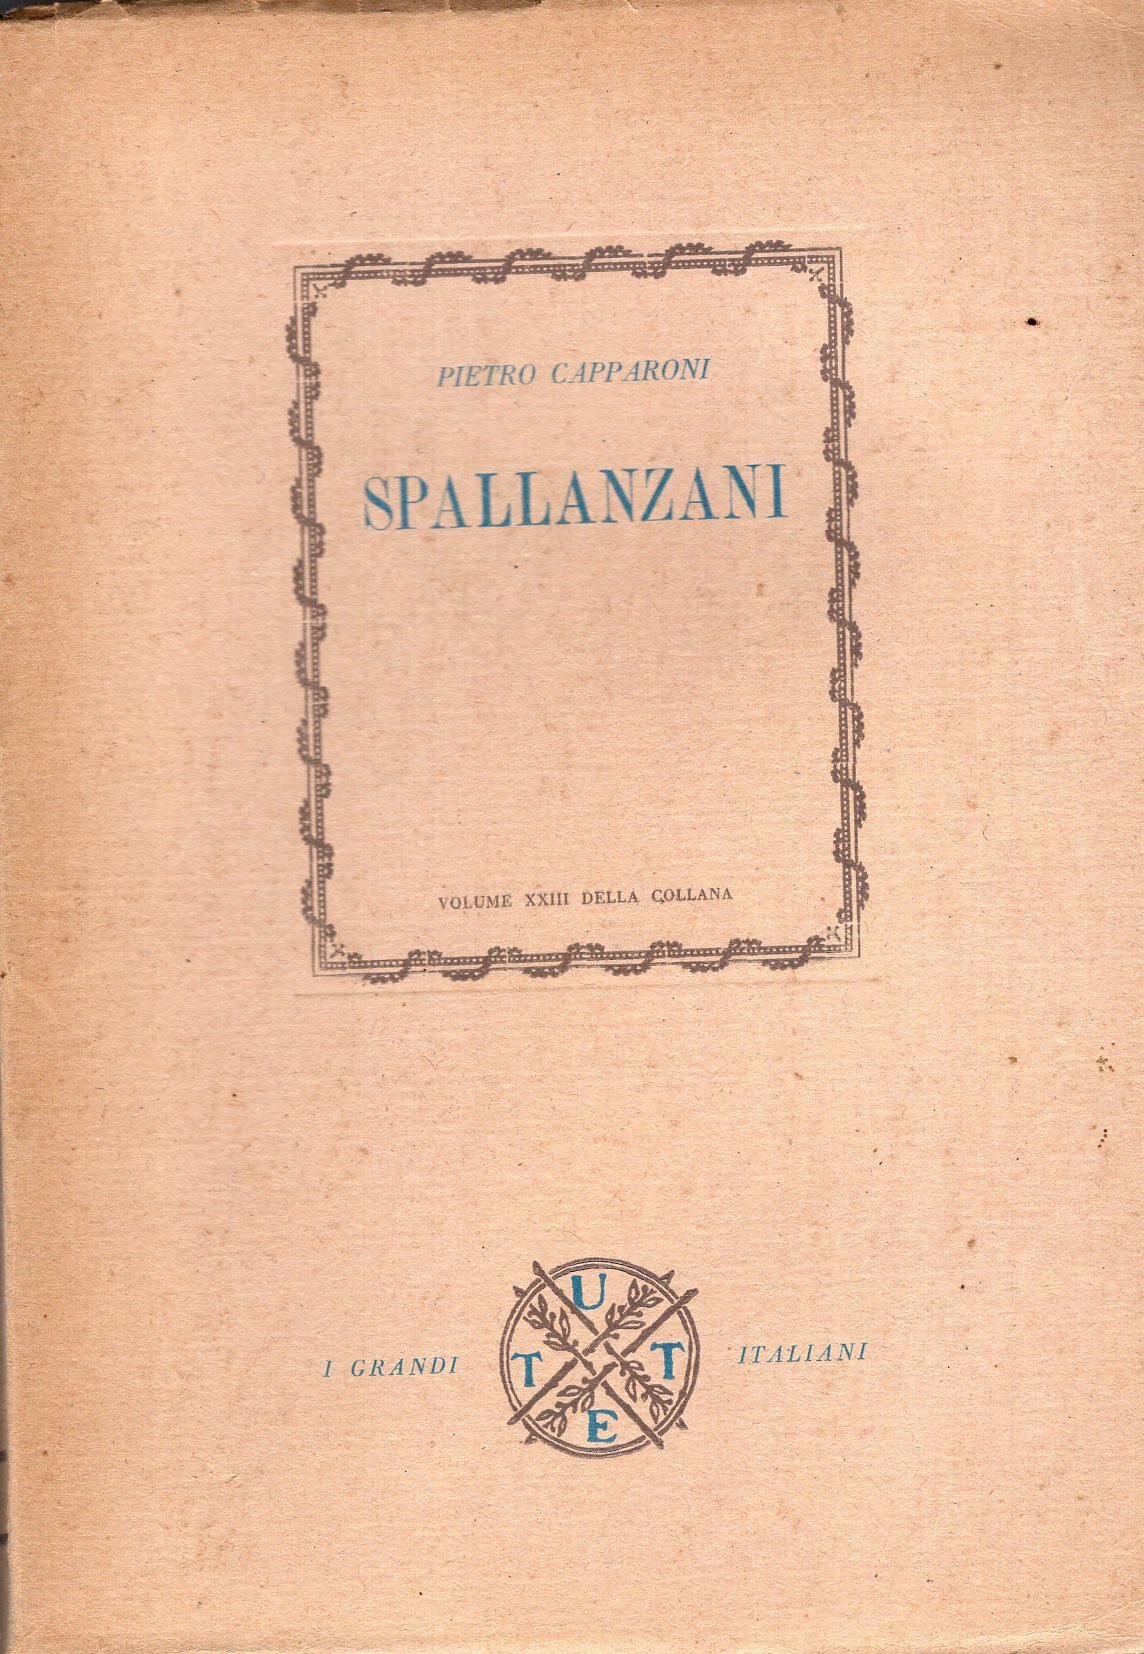 PIETRO CAPPARONI
SPALLANZANI
VOLUME XXIII DELLA COLLANA
I GRANDI
U
T T
E
ITALIANI